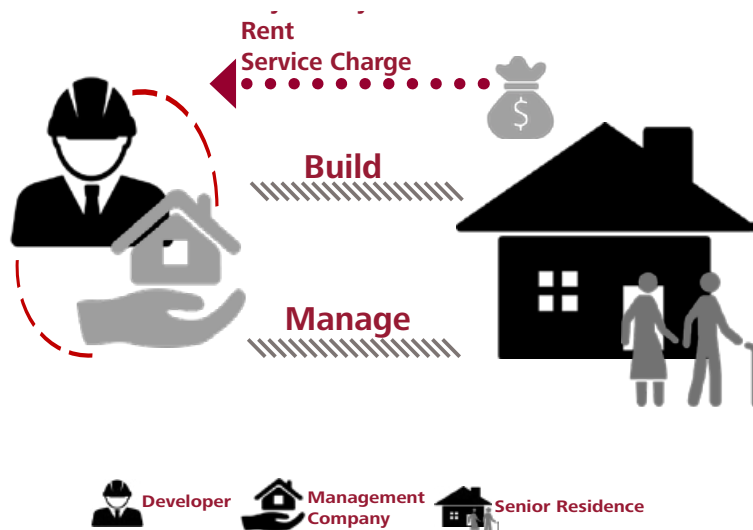 Rent
Service Charge
$
Build
Manage
Developer
Management
Company
Senior Residence